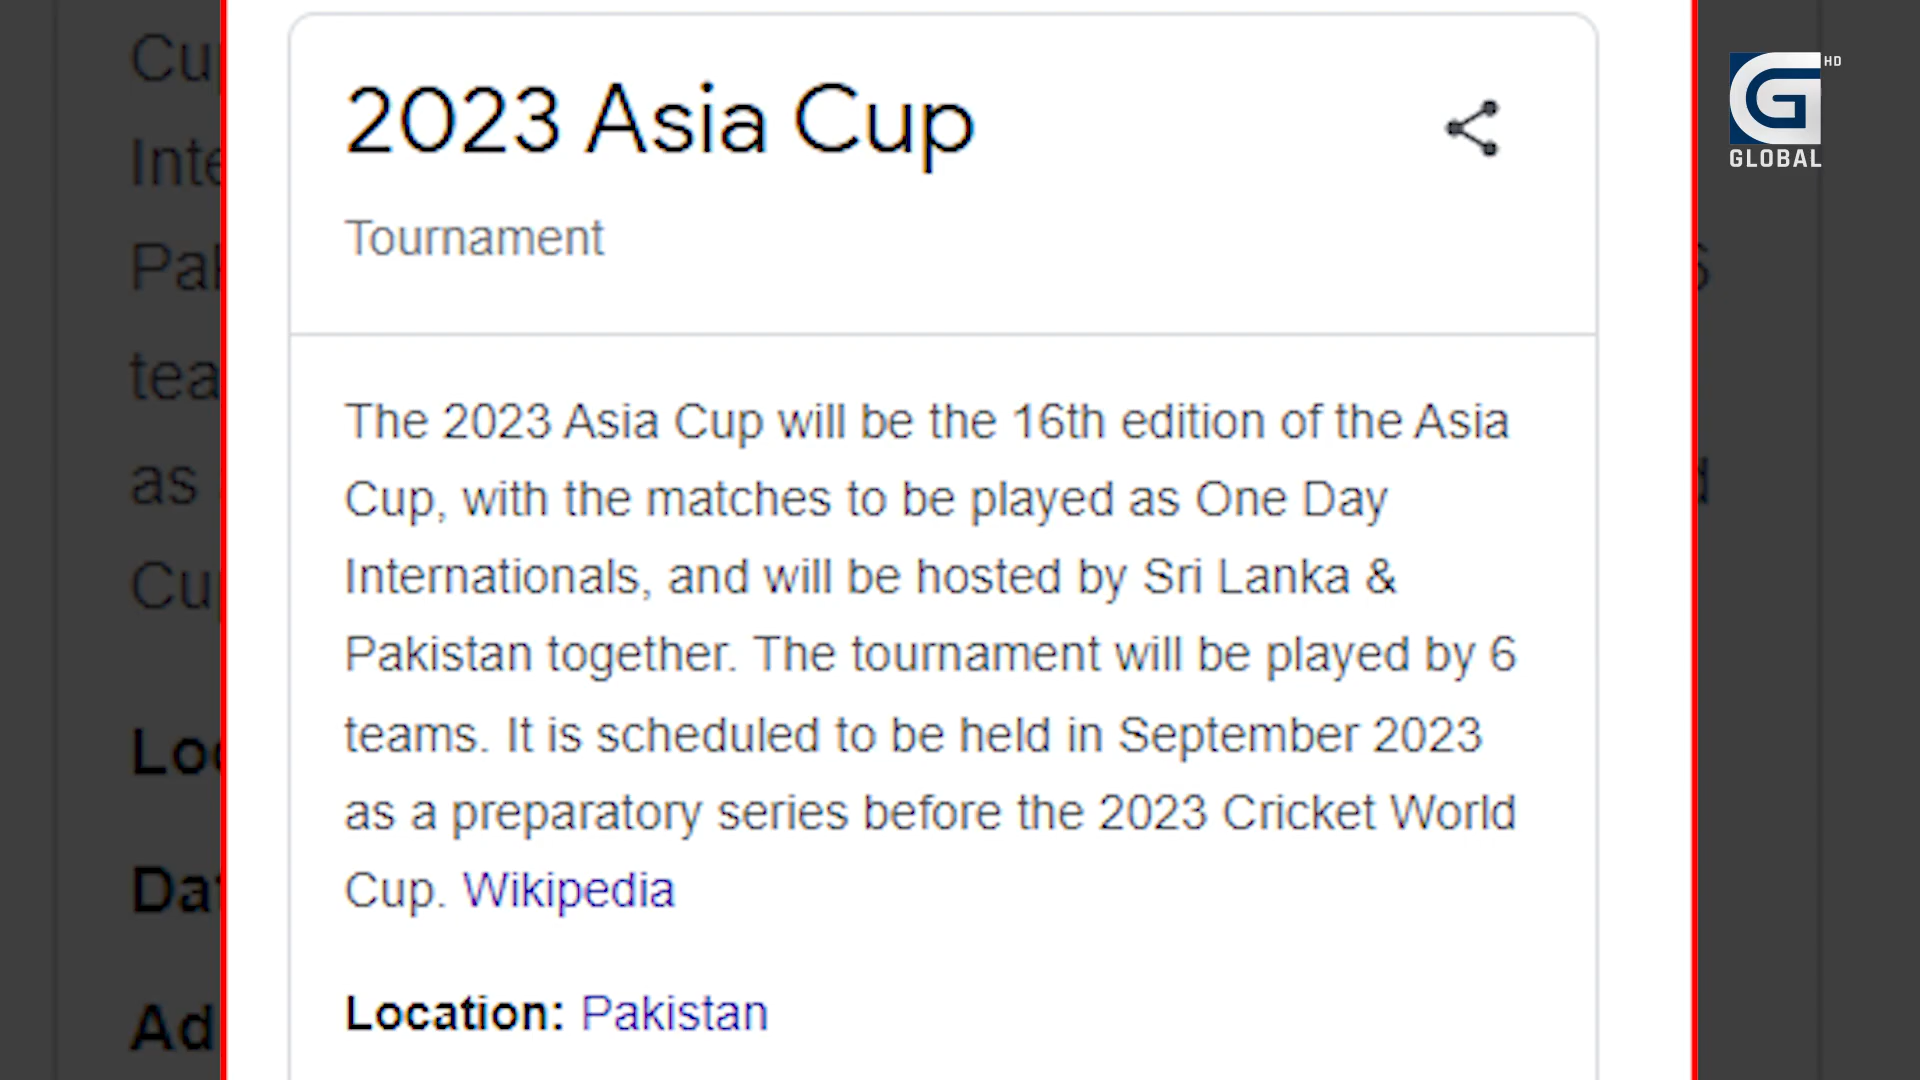 2023 Asia Cup
Tournament
The 2023 Asia Cup will be the 16th edition of the Asia
Cup, with the matches to be played as One Day
Internationals, and will be hosted by Sri Lanka &
Pakistan together. The tournament will be played by 6
teams. It is scheduled to be held in September 2023
as a preparatory series before the 2023 Cricket World
Cup. Wikipedia
Location: Pakistan
G HD
GLOBAL